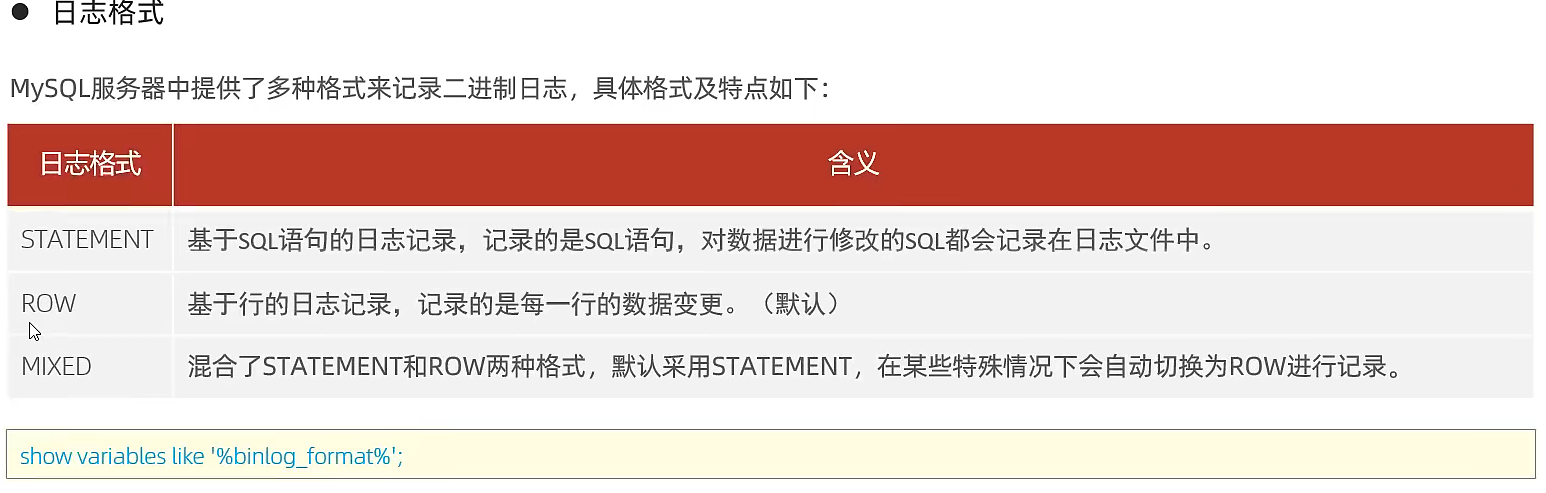 ● 日志格式
MySQL服务器中提供了多种格式来记录二进制日志，具体格式及特点如下：
日志格式 含义
STATEMENT 基于SQL语句的日志记录，记录的是SQL语句，对数据进行修改的SQL都会记录在日志文件中。
ROW 基于行的日志记录，记录的是每一行的数据变更。（默认）
MIXED 混合了STATEMENT和ROW两种格式，默认采用STATEMENT，在某些特殊情况下会自动切换为ROW进行记录。
show variables like '%binlog_format%';